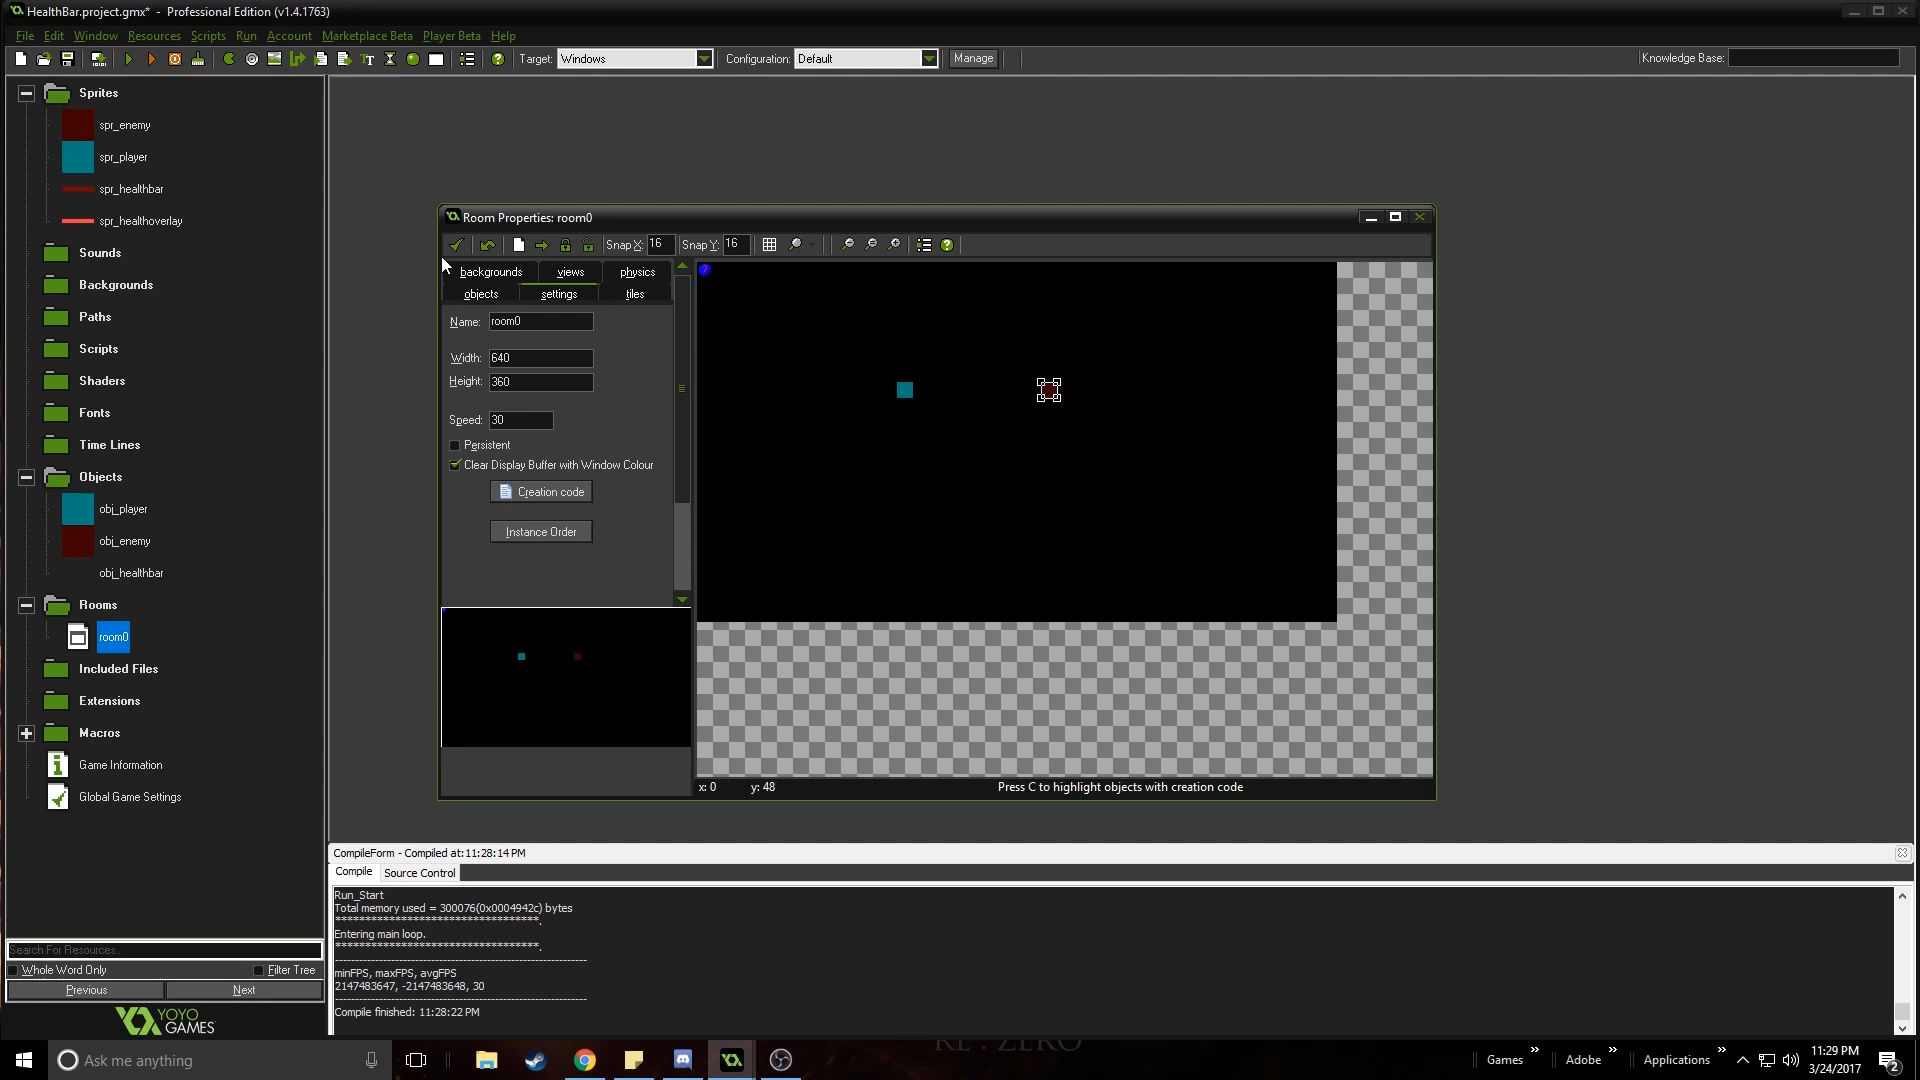 HealthBar.project.gmx* - Professional Edition (v1.4.1763)
File Edit Window Resources Scripts Run Account Marketplace Beta Player Beta Help
Target: Windows Configuration: Default Manage Knowledge Base:
Sprites
spr_enemy
spr_player
spr_healthbar
spr_healthoverlay
Sounds
Backgrounds
Paths
Scripts
Shaders
Fonts
Time Lines
Objects
obj_player
obj_enemy
obj_healthbar
Rooms
room0
Included Files
Extensions
Macros
Game Information
Global Game Settings
Search For Resources...
Whole Word Only Filter Tree
Previous Next
YOYO
GAMES
Room Properties: room0
Snap X: 16 Snap Y: 16
backgrounds views physics
objects settings tiles
Name: room0
Width: 640
Height: 360
Speed: 30
Persistent
Clear Display Buffer with Window Colour
Creation code
Instance Order
x: 0 y: 48 Press C to highlight objects with creation code
CompileForm - Compiled at:11:28:14 PM
Compile Source Control
Run_Start
Total memory used = 300076(0x0004942c) bytes
***********************************.
Entering main loop.
***********************************.
minFPS, maxFPS, avgFPS
2147483647, -2147483648, 30
Compile finished: 11:28:22 PM
RE:ZERO
Ask me anything
Games Adobe Applications
11:29 PM
3/24/2017
2